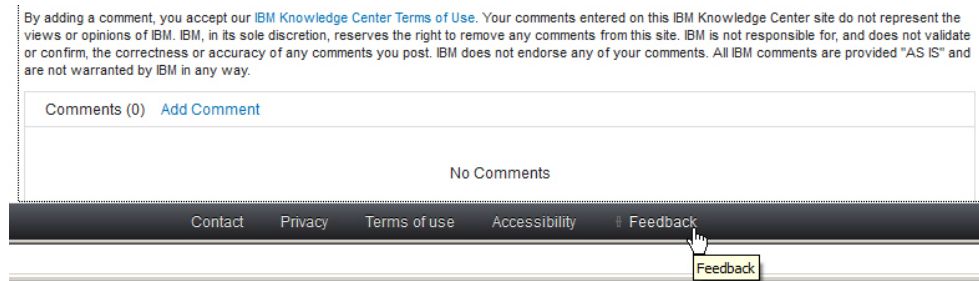 By adding a comment, you accept our IBM Knowledge Center Terms of Use. Your comments entered on this IBM Knowledge Center site do not represent the
views or opinions of IBM. IBM, in its sole discretion, reserves the right to remove any comments from this site. IBM is not responsible for, and does not validate
or confirm, the correctness or accuracy of any comments you post. IBM does not endorse any of your comments. All IBM comments are provided "AS IS" and
are not warranted by IBM in any way.
Comments (0) Add Comment
No Comments
Contact Privacy Terms of use Accessibility Feedback
Feedback